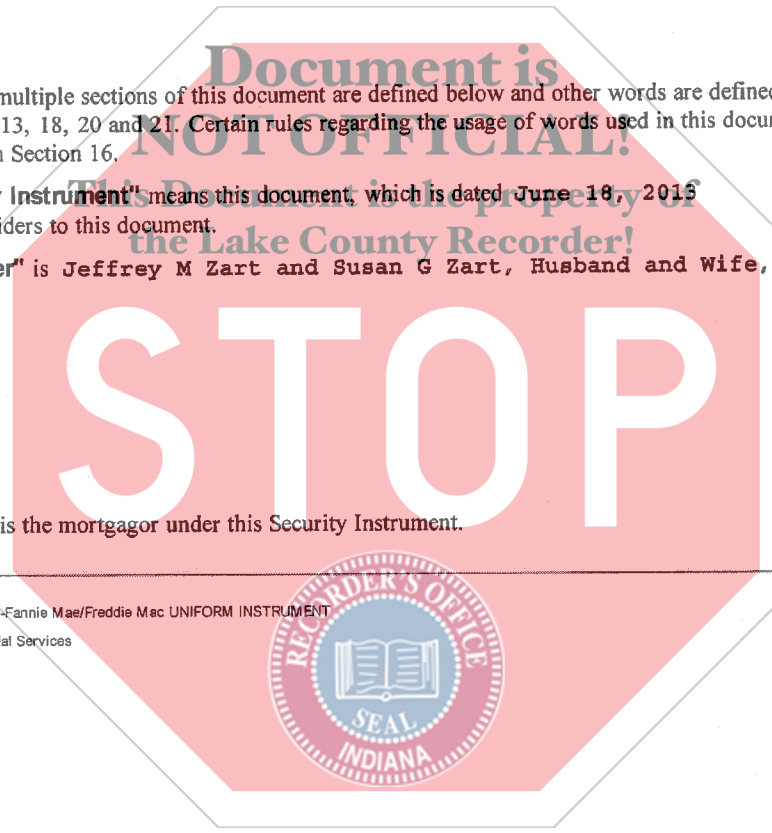 Document is
multiple sections of this document are defined below and other words are defined
13, 18, 20 and 21. Certain rules regarding the usage of words used in this docum
NOT OFFICIAL!
Section 16.
Instrument" means this document, which is dated June 18, 2013
This Document is the property of
iders to this document.
the Lake County Recorder!
er" is Jeffrey M Zart and Susan G Zart, Husband and Wife,
STOP
is the mortgagor under this Security Instrument.
-Fannie Mae/Freddie Mac UNIFORM INSTRUMENT
ial Services
RECORDER'S OFFICE
SEAL
INDIANA